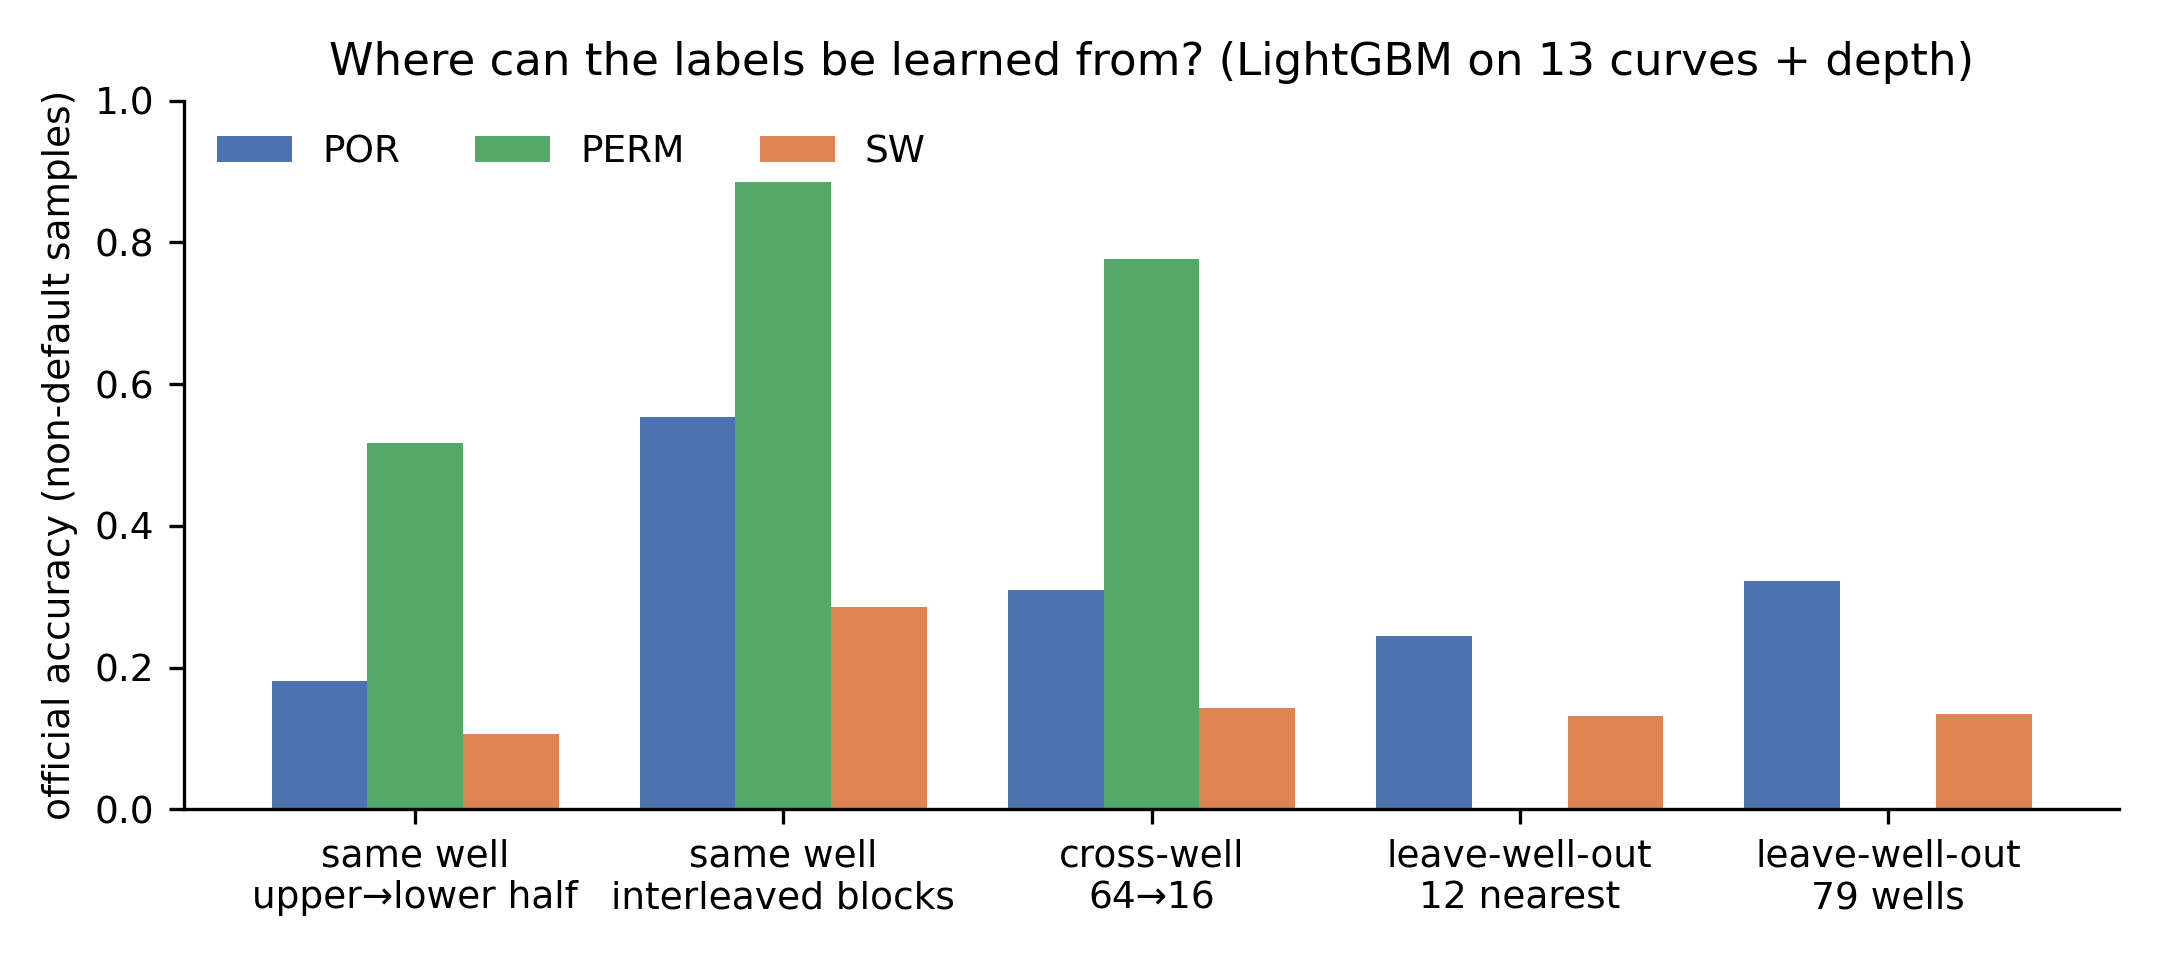 Where can the labels be learned from? (LightGBM on 13 curves + depth)
official accuracy (non-default samples)
1.0
0.8
0.6
0.4
0.2
0.0
POR
PERM
SW
same well
upper→lower half
same well
interleaved blocks
cross-well
64→16
leave-well-out
12 nearest
leave-well-out
79 wells